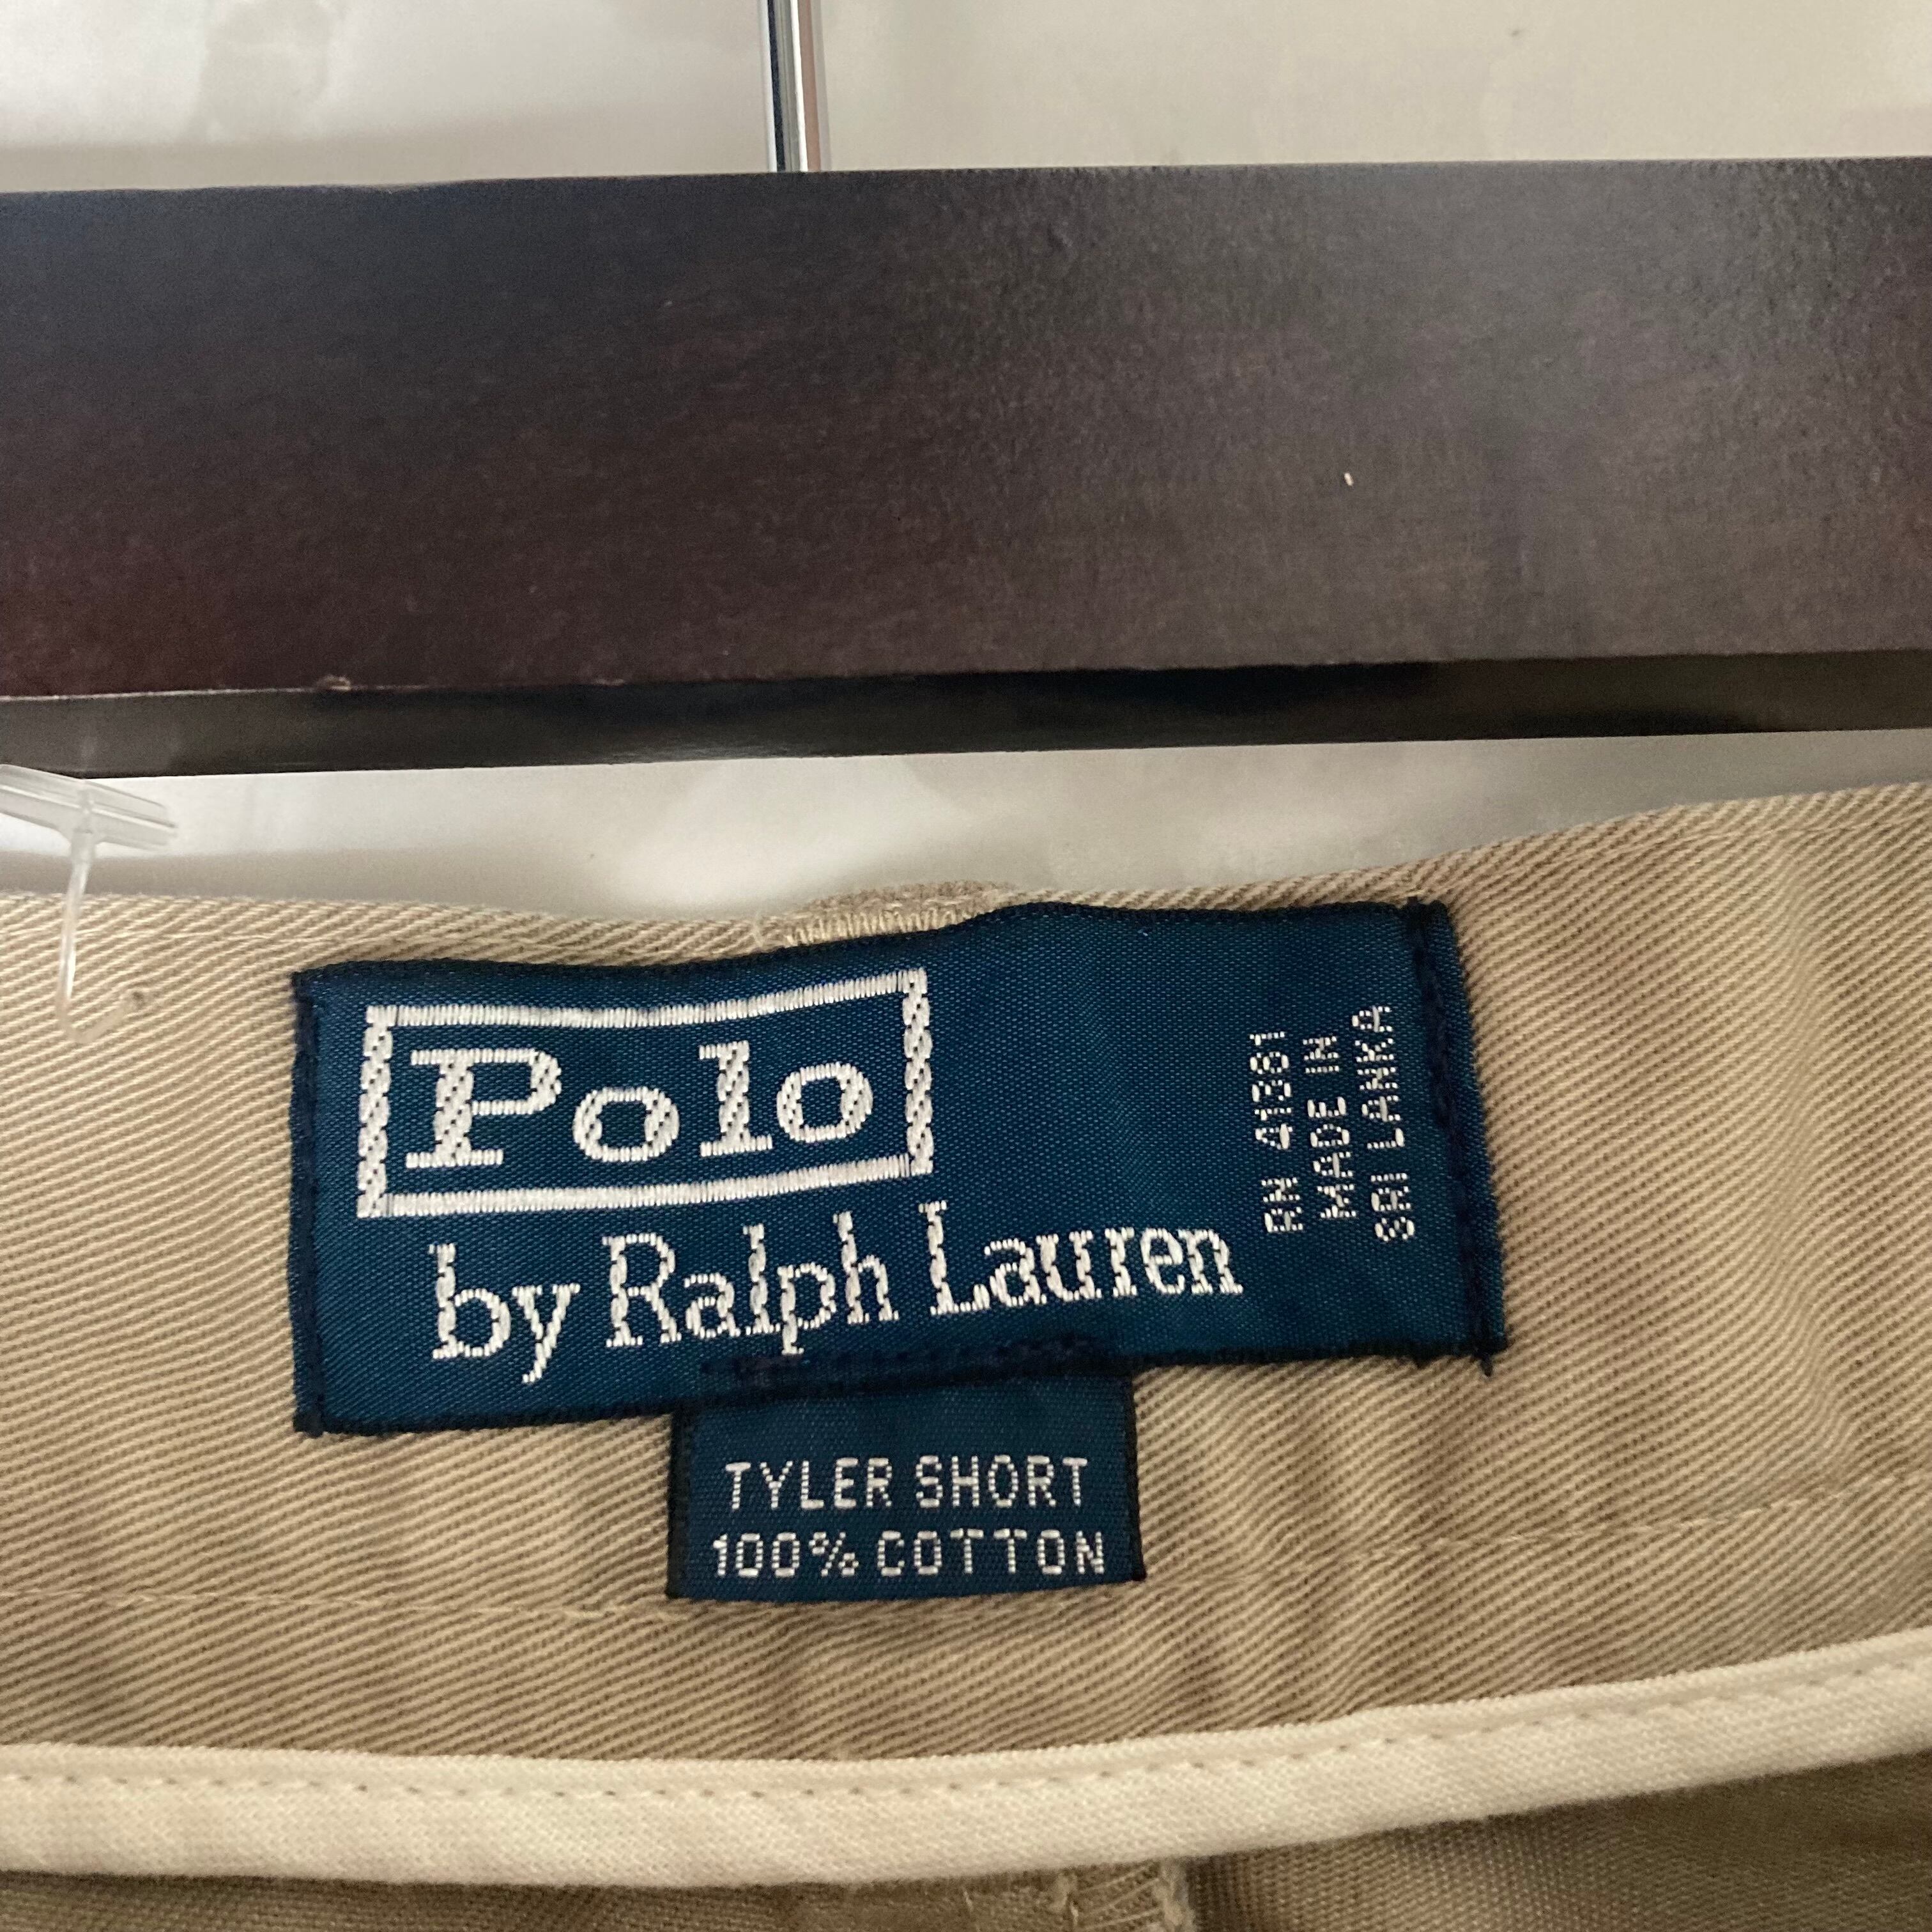 Polo
by Ralph Lauren
RN 41381
MADE IN
SRI LANKA
TYLER SHORT
100% COTTON